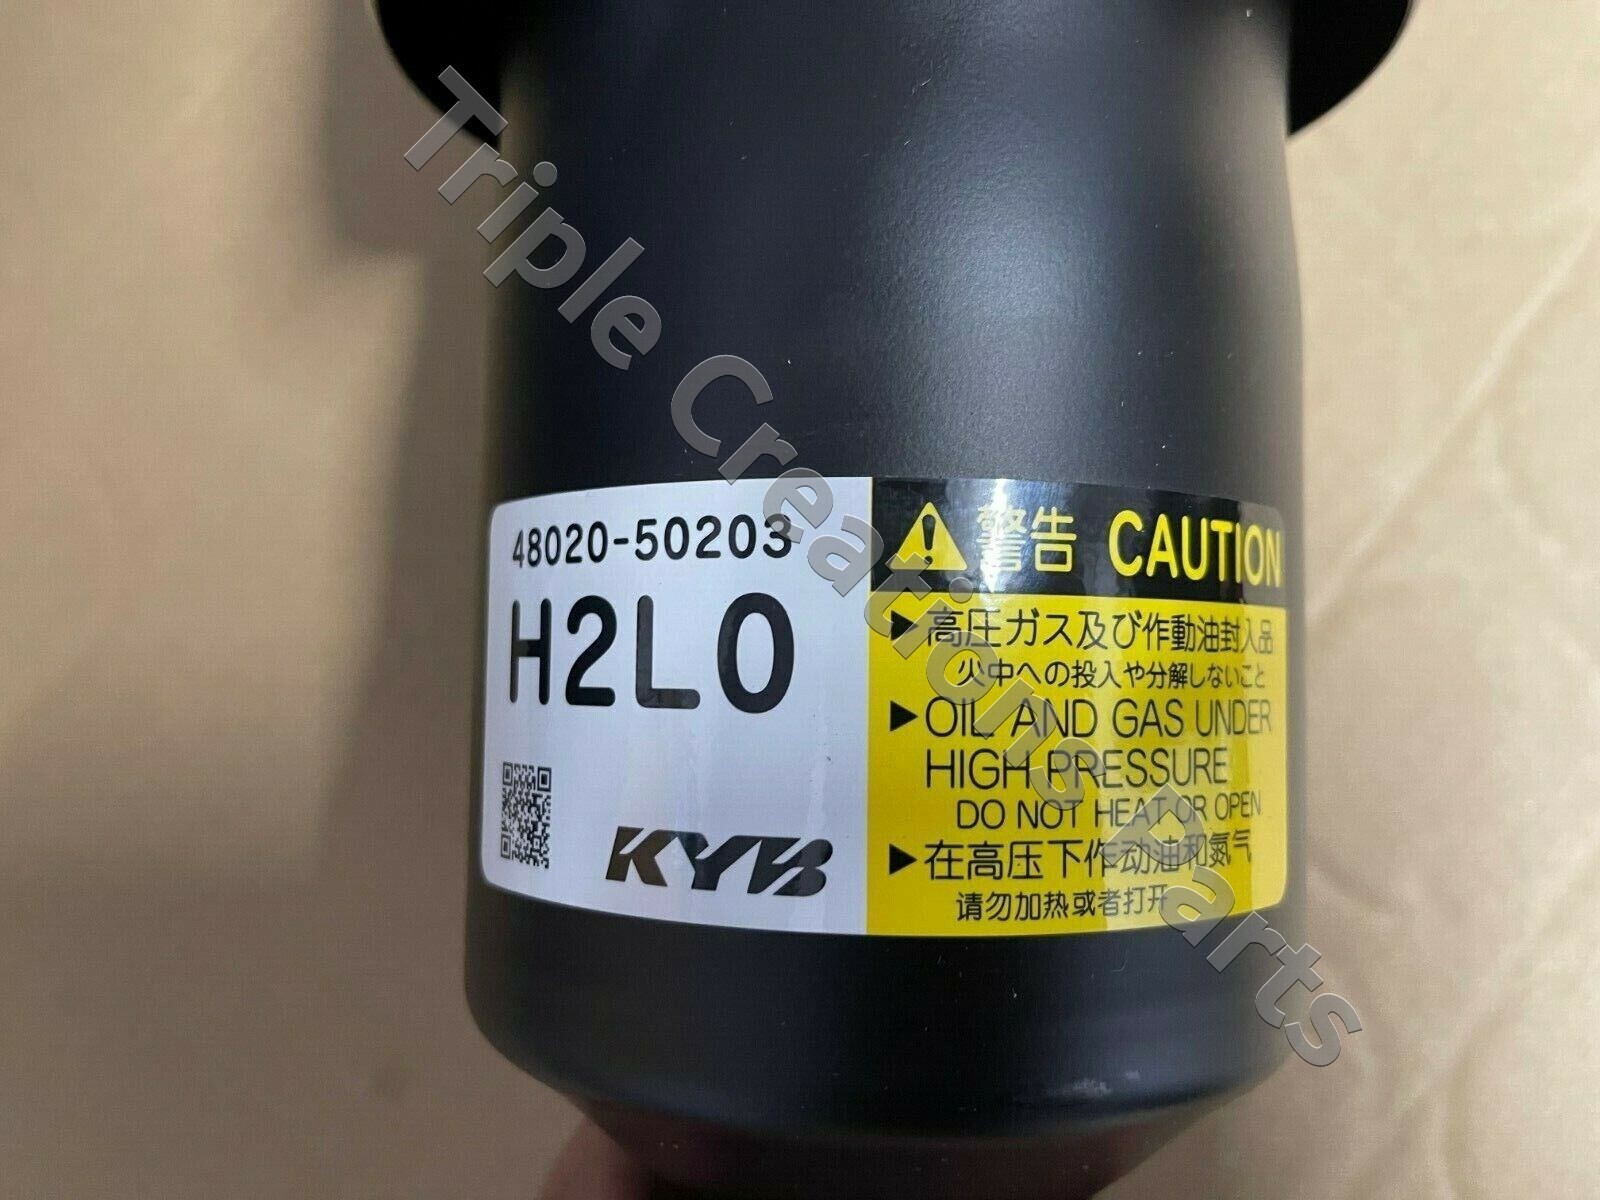 48020-50203
H2L0
KYB
警告 CAUTION
▶高圧ガス及び作動油封入品
火中への投入や分解しないこと
▶OIL AND GAS UNDER
HIGH PRESSURE
DO NOT HEAT OR OPEN
▶在高压下作动油和氮气
请勿加热或者打开
Triple Creations Parts